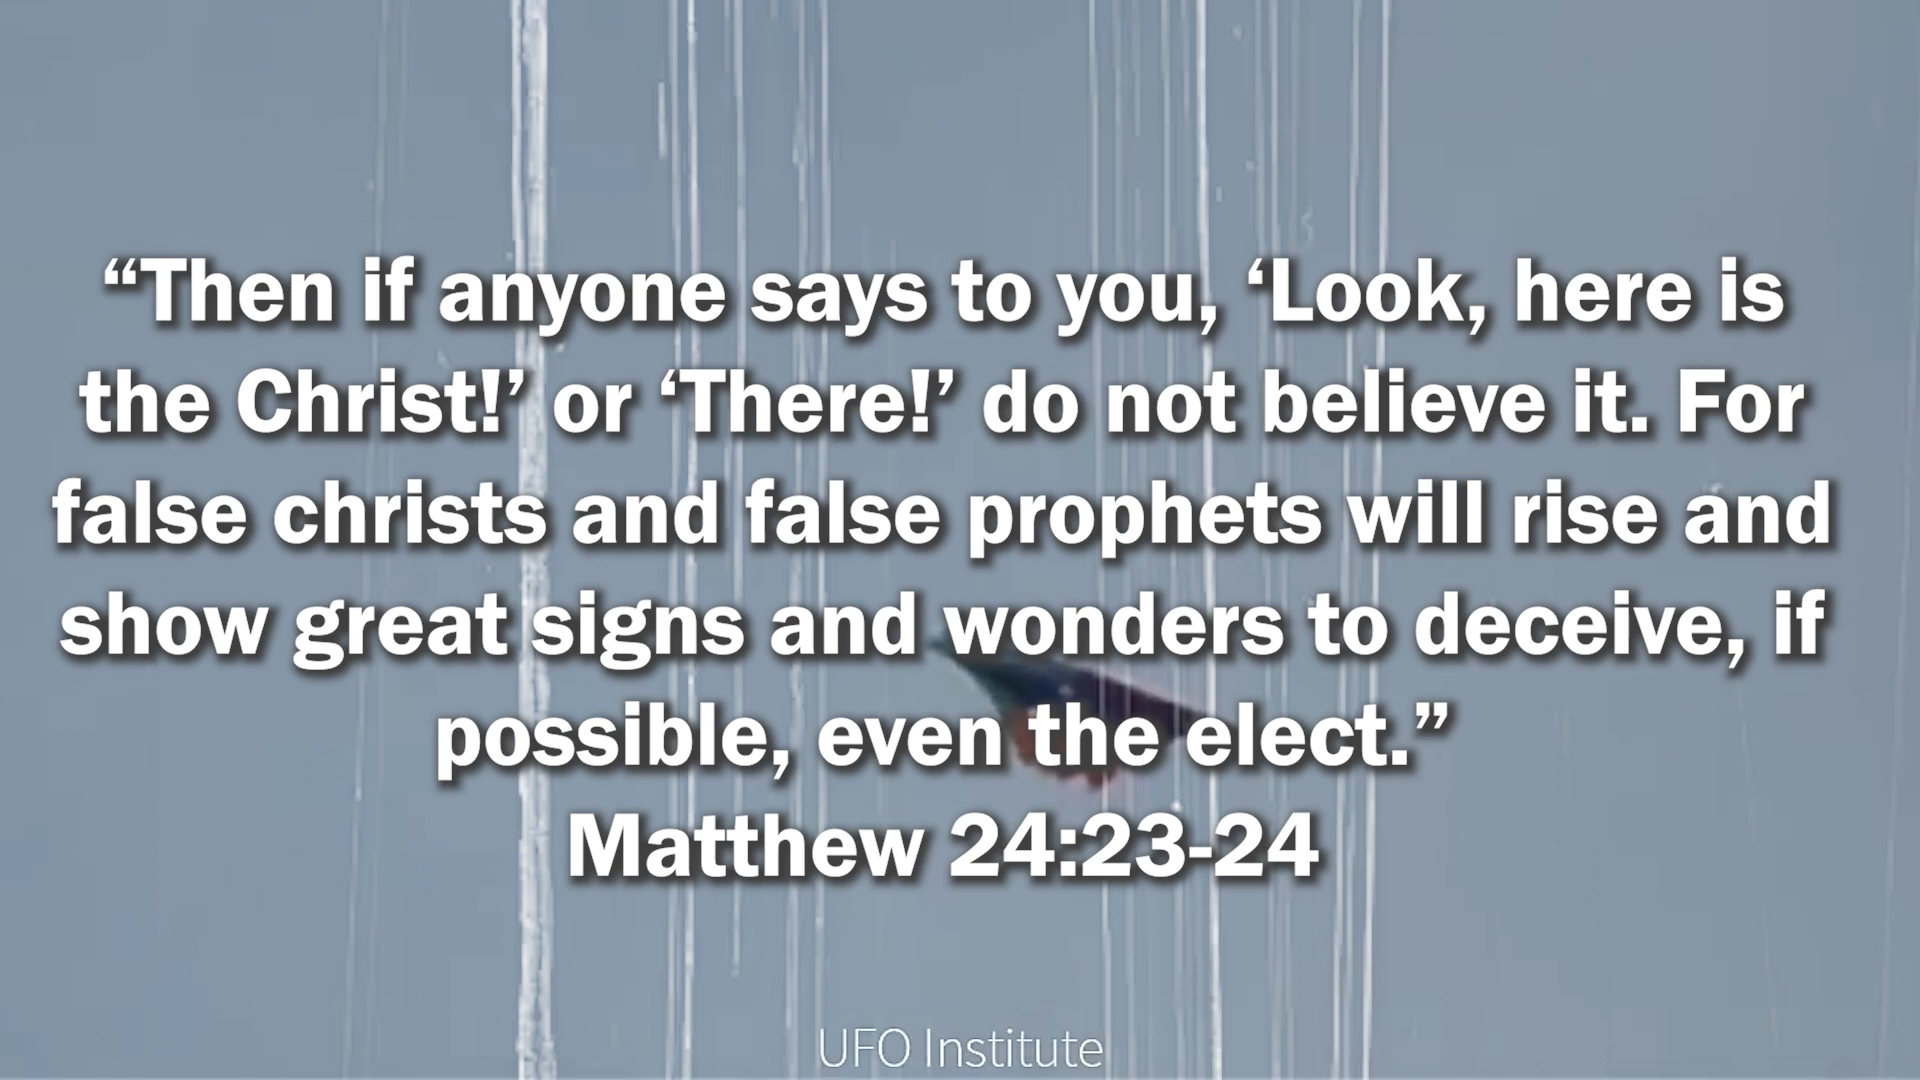 “Then if anyone says to you, ‘Look, here is
the Christ!’ or ‘There!’ do not believe it. For
false christs and false prophets will rise and
show great signs and wonders to deceive, if
possible, even the elect.”
Matthew 24:23-24
UFO Institute